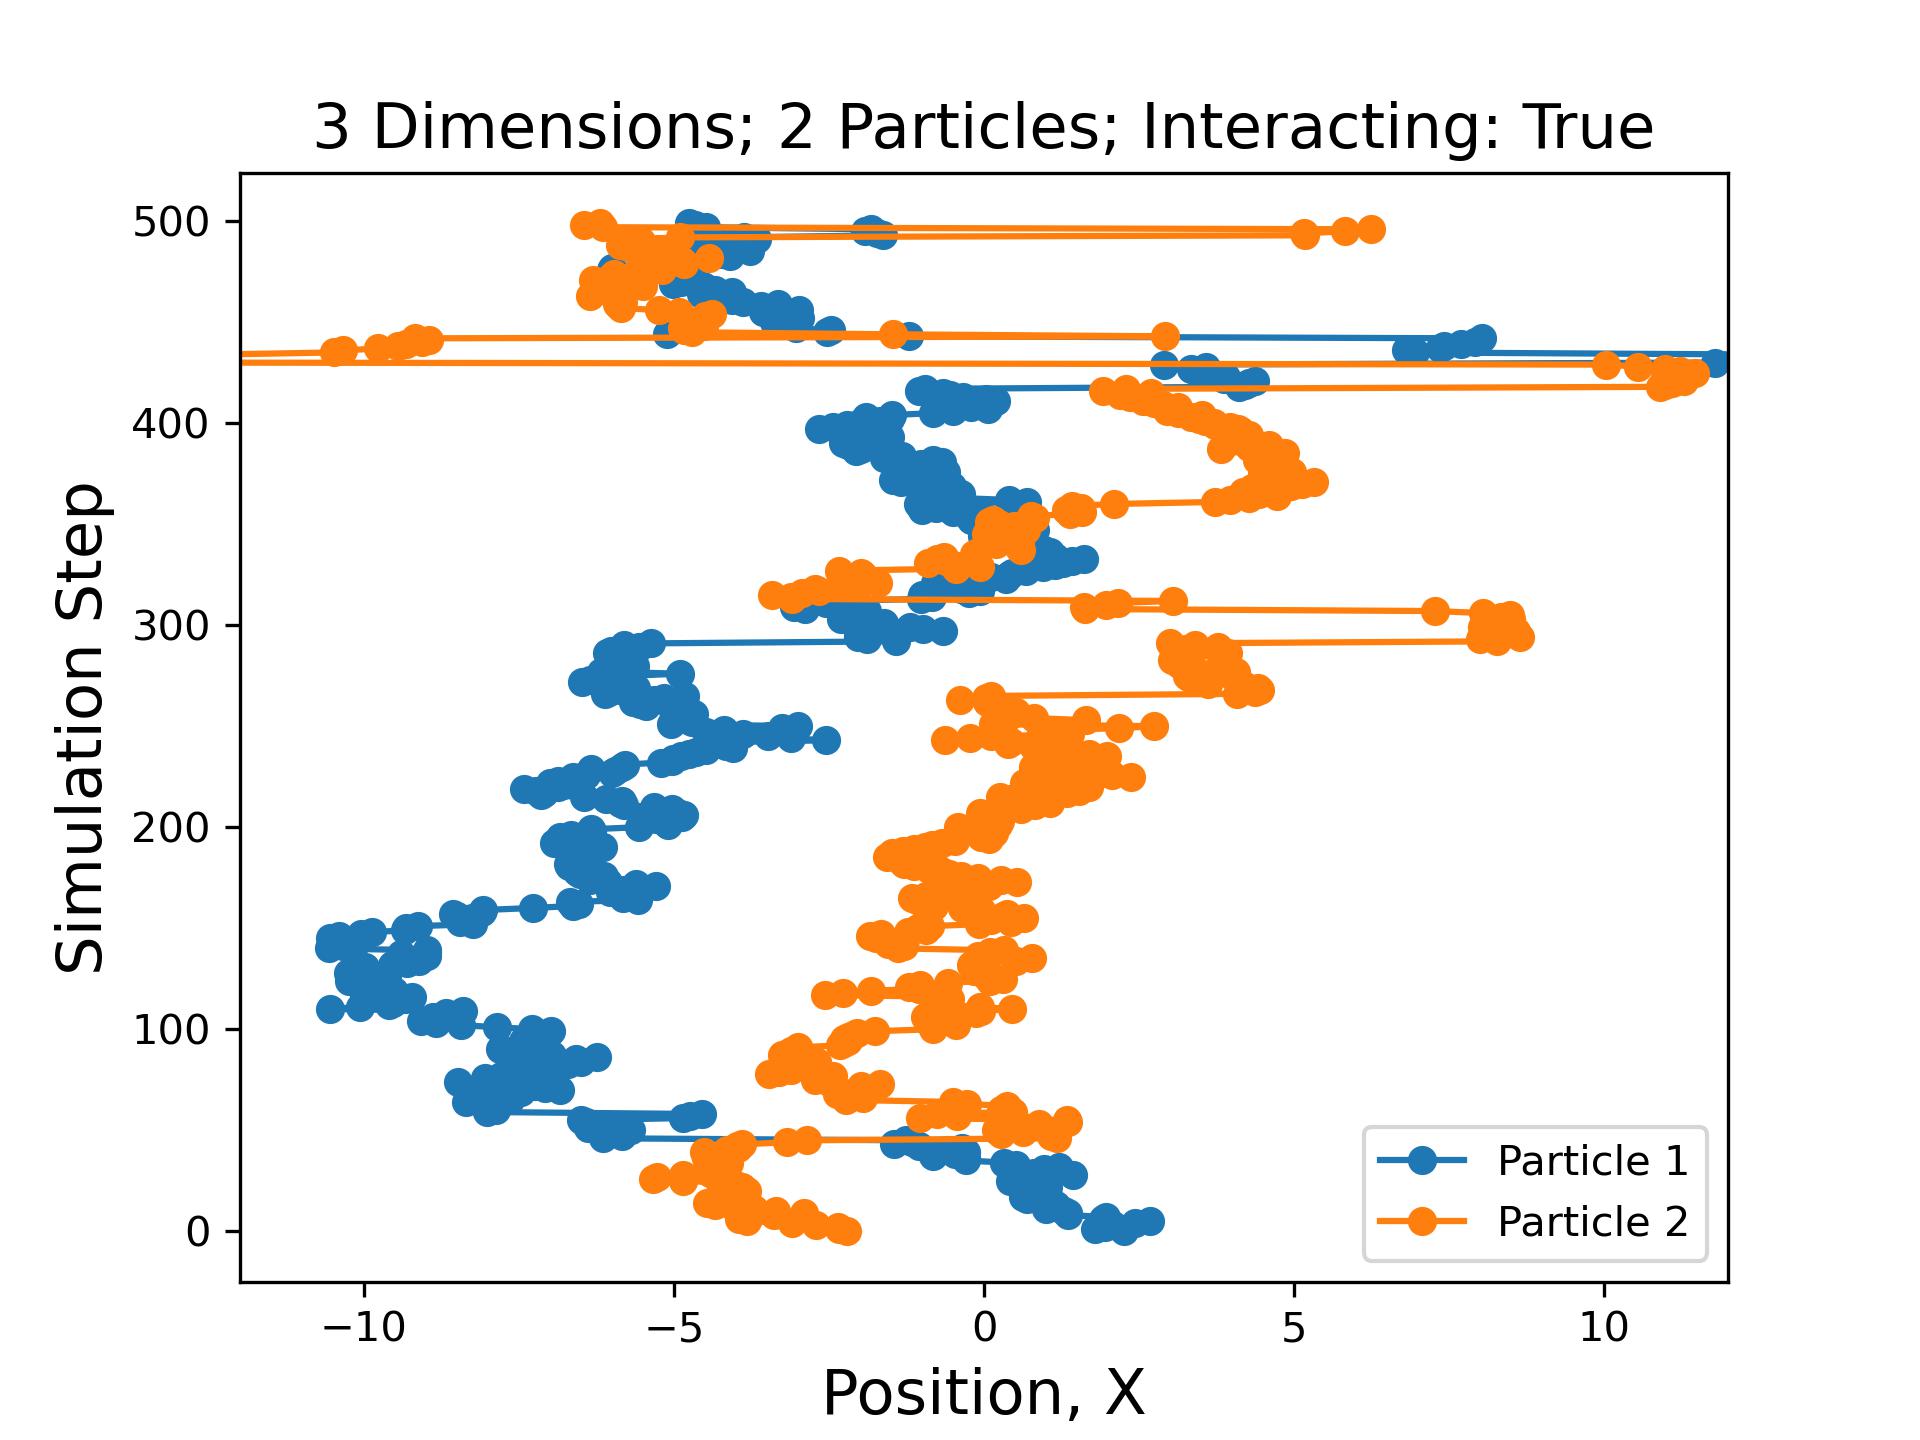 3 Dimensions; 2 Particles; Interacting: True
Simulation Step
500
400
300
200
100
0
Particle 1
Particle 2
−10
−5
0
5
10
Position, X